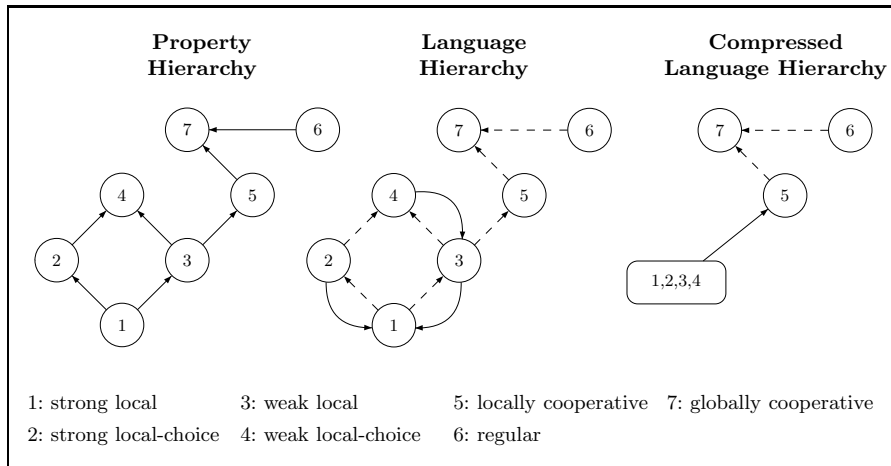 Property
Hierarchy
Language
Hierarchy
Compressed
Language Hierarchy
7
6
4
5
2
3
1
7
6
4
5
2
3
1
7
6
5
1,2,3,4
1: strong local
3: weak local
5: locally cooperative
7: globally cooperative
2: strong local-choice
4: weak local-choice
6: regular